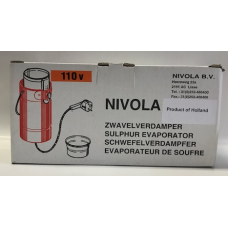 110 v
NIVOLA B.V.
Product of Holland
NIVOLA
ZWAVELVERDAMPER
SULPHUR EVAPORATOR
SCHWEFELVERDAMPFER
EVAPORATEUR DE SOUFRE